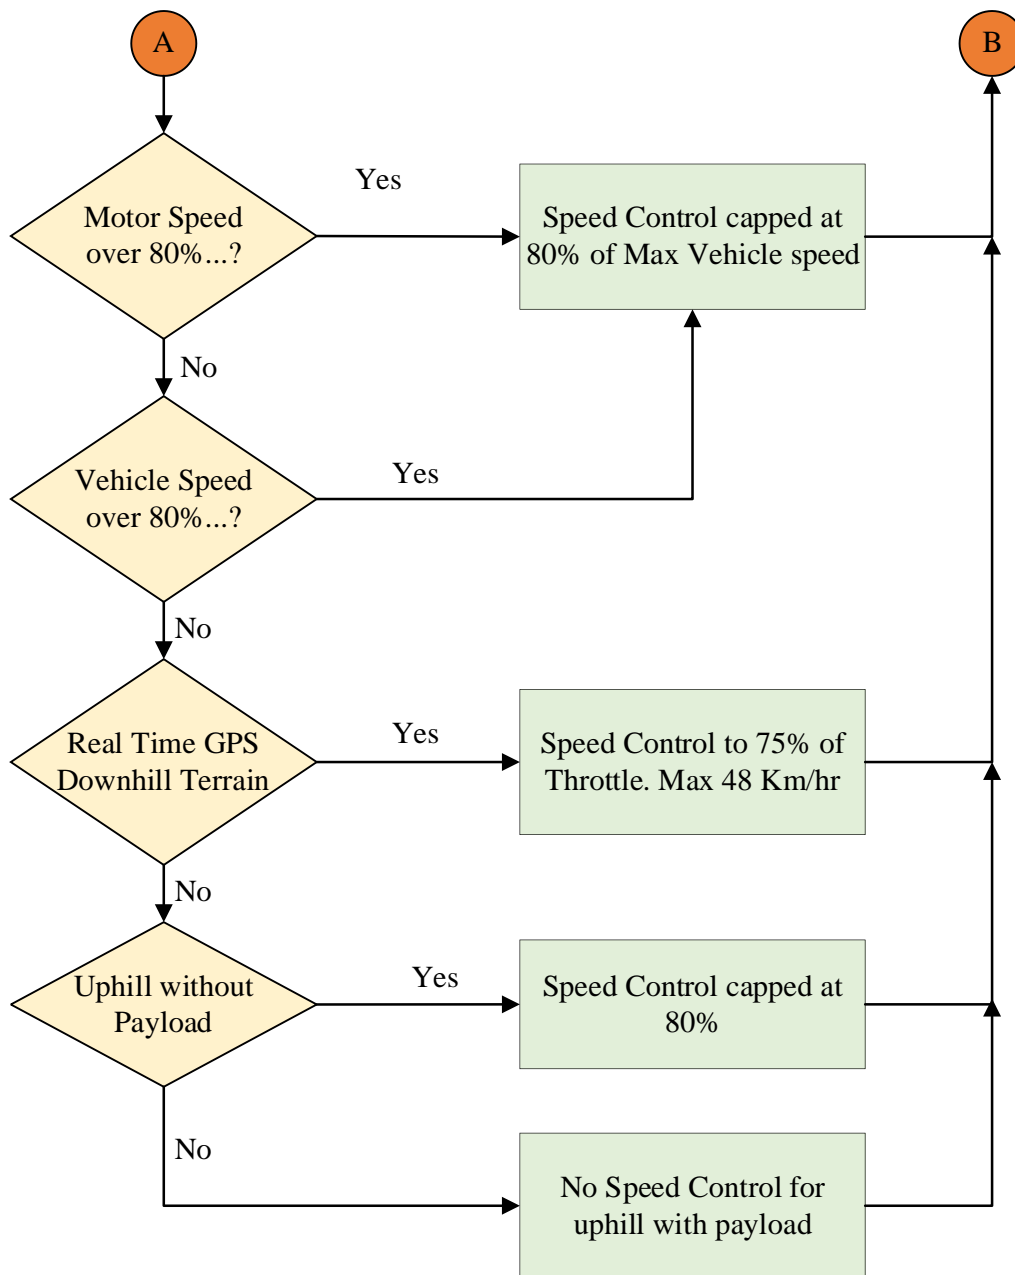 A
B
Motor Speed
over 80%...?
Yes
Speed Control capped at
80% of Max Vehicle speed
No
Vehicle Speed
over 80%...?
Yes
No
Real Time GPS
Downhill Terrain
Yes
Speed Control to 75% of
Throttle. Max 48 Km/hr
No
Uphill without
Payload
Yes
Speed Control capped at
80%
No
No Speed Control for
uphill with payload